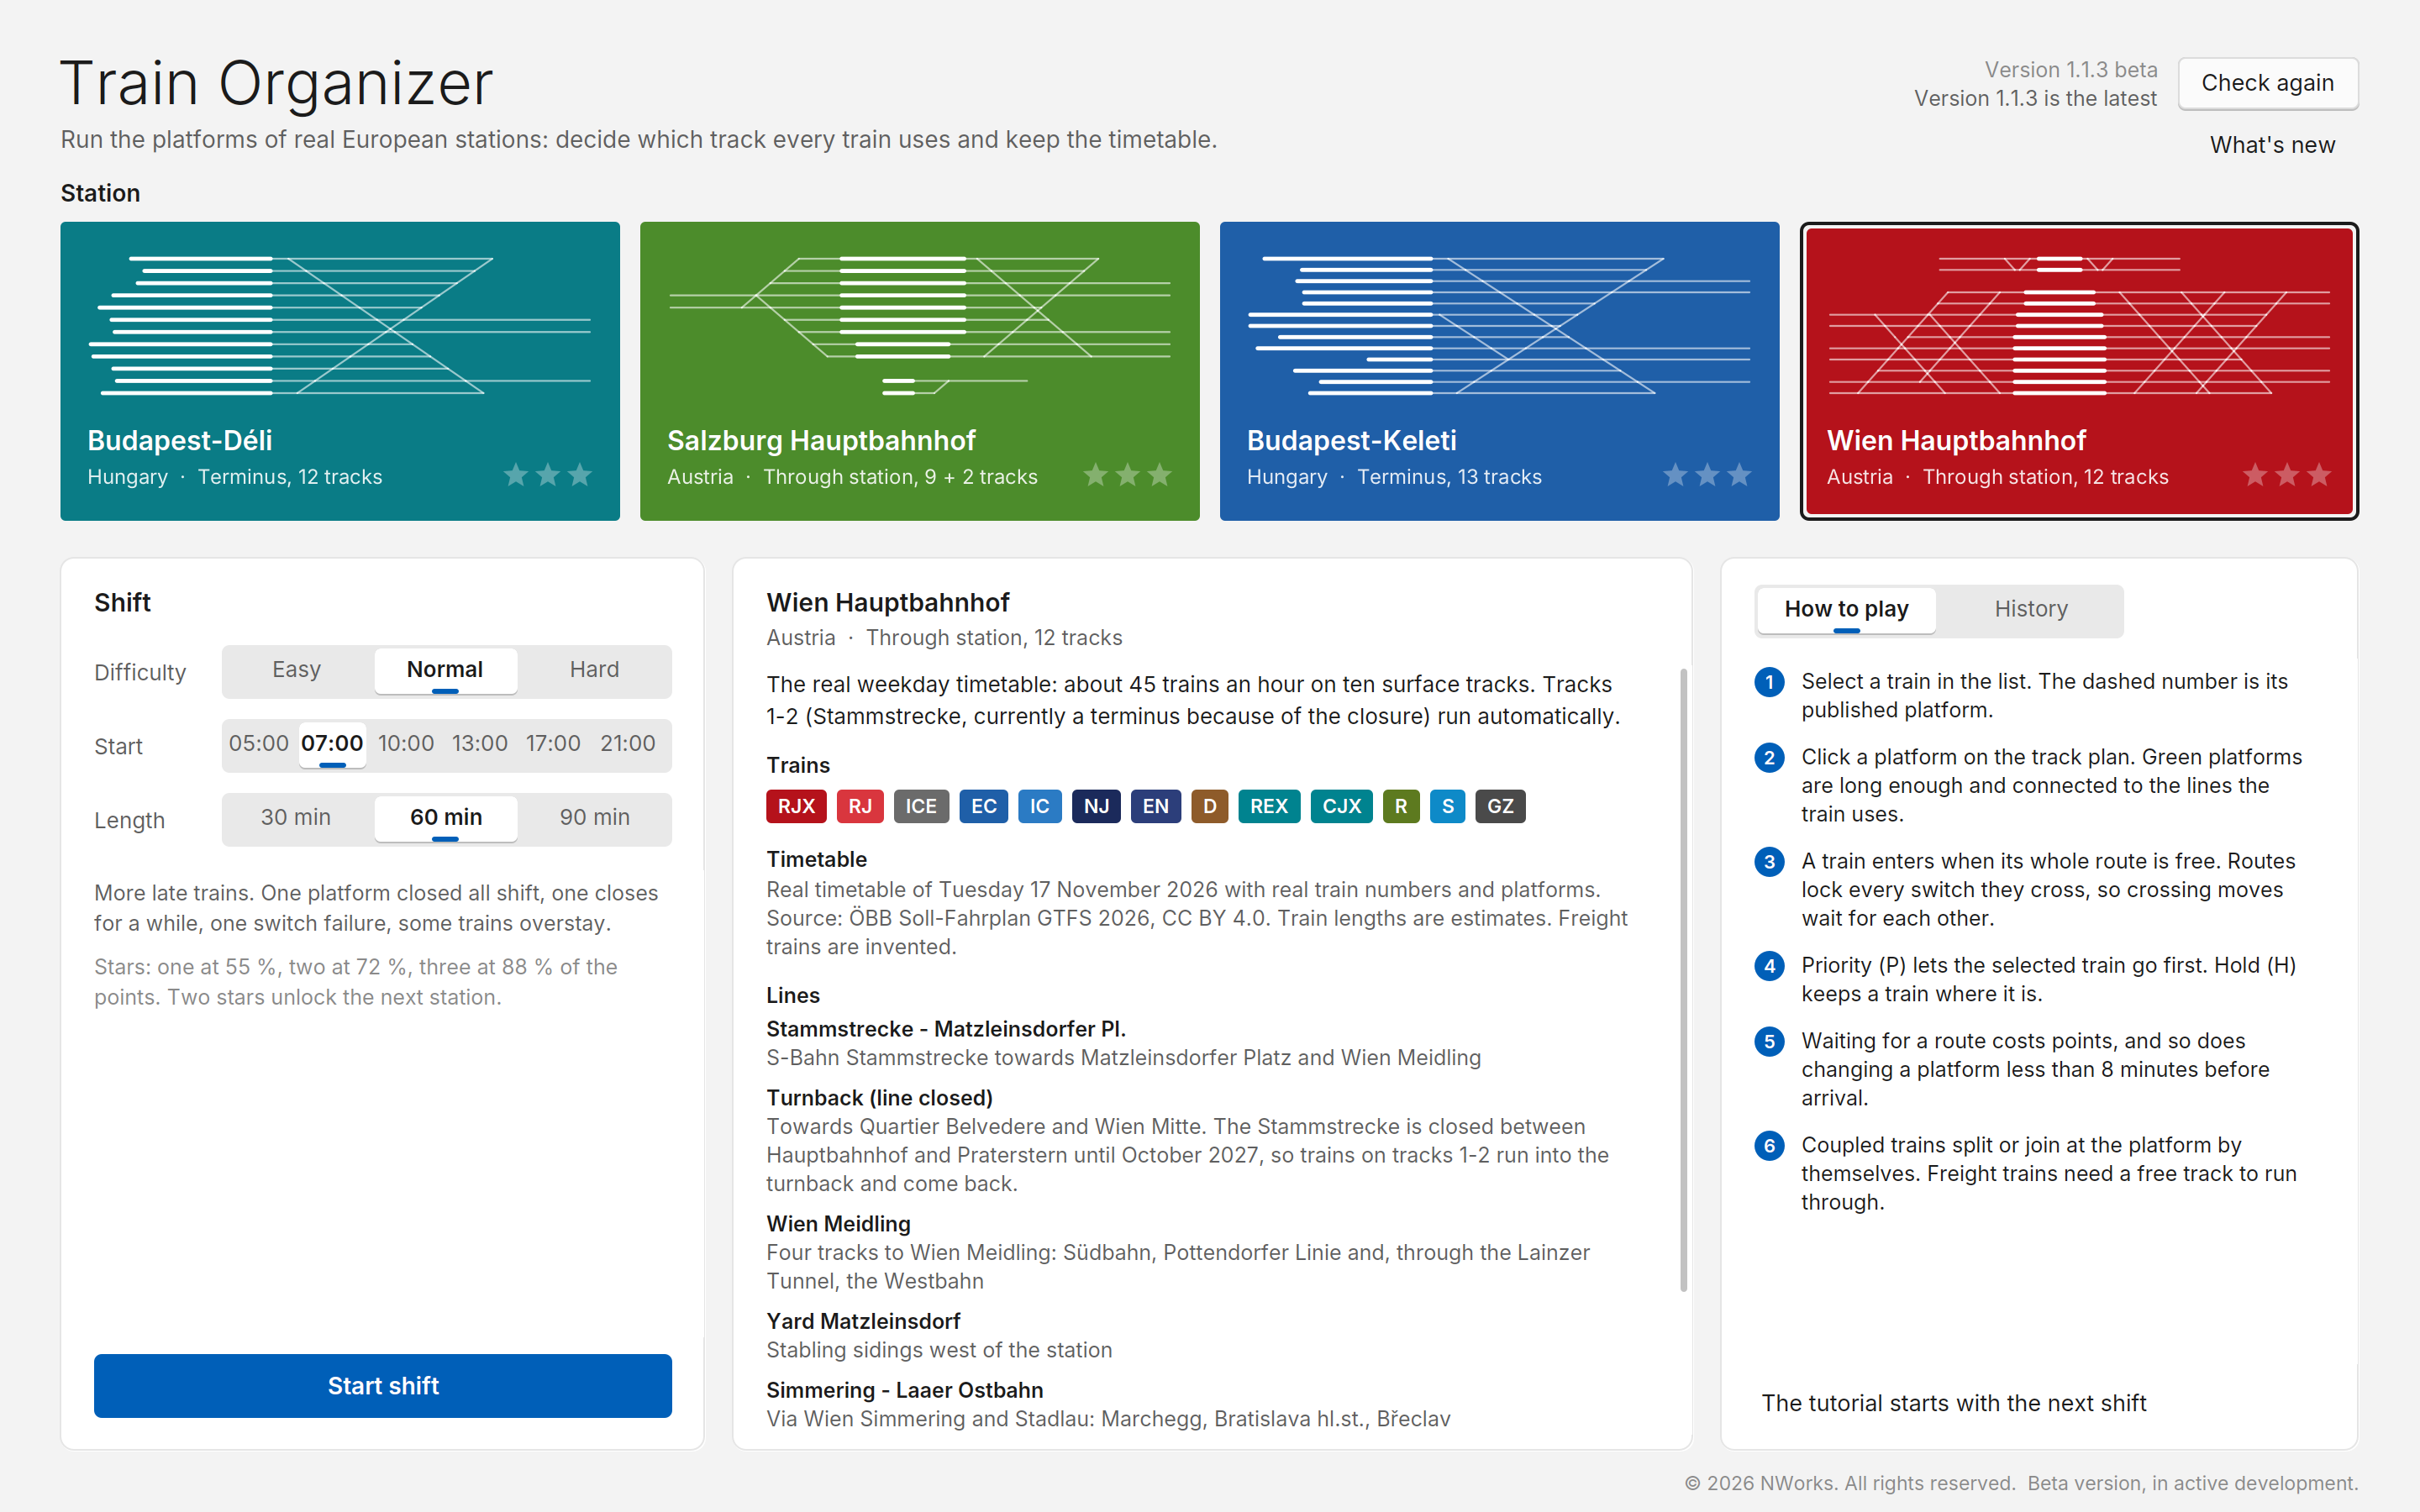 Train Organizer
Run the platforms of real European stations: decide which track every train uses and keep the timetable.
Version 1.1.3 beta
Version 1.1.3 is the latest
Check again
What's new
Station
Budapest-Déli
Hungary · Terminus, 12 tracks
Salzburg Hauptbahnhof
Austria · Through station, 9 + 2 tracks
Budapest-Keleti
Hungary · Terminus, 13 tracks
Wien Hauptbahnhof
Austria · Through station, 12 tracks
Shift
Difficulty Easy Normal Hard
Start 05:00 07:00 10:00 13:00 17:00 21:00
Length 30 min 60 min 90 min
More late trains. One platform closed all shift, one closes
for a while, one switch failure, some trains overstay.
Stars: one at 55 %, two at 72 %, three at 88 % of the
points. Two stars unlock the next station.
Start shift
Wien Hauptbahnhof
Austria · Through station, 12 tracks
The real weekday timetable: about 45 trains an hour on ten surface tracks. Tracks
1-2 (Stammstrecke, currently a terminus because of the closure) run automatically.
Trains
RJX RJ ICE EC IC NJ EN D REX CJX R S GZ
Timetable
Real timetable of Tuesday 17 November 2026 with real train numbers and platforms.
Source: ÖBB Soll-Fahrplan GTFS 2026, CC BY 4.0. Train lengths are estimates. Freight
trains are invented.
Lines
Stammstrecke - Matzleinsdorfer Pl.
S-Bahn Stammstrecke towards Matzleinsdorfer Platz and Wien Meidling
Turnback (line closed)
Towards Quartier Belvedere and Wien Mitte. The Stammstrecke is closed between
Hauptbahnhof and Praterstern until October 2027, so trains on tracks 1-2 run into the
turnback and come back.
Wien Meidling
Four tracks to Wien Meidling: Südbahn, Pottendorfer Linie and, through the Lainzer
Tunnel, the Westbahn
Yard Matzleinsdorf
Stabling sidings west of the station
Simmering - Laaer Ostbahn
Via Wien Simmering and Stadlau: Marchegg, Bratislava hl.st., Břeclav
How to play History
1 Select a train in the list. The dashed number is its
published platform.
2 Click a platform on the track plan. Green platforms
are long enough and connected to the lines the
train uses.
3 A train enters when its whole route is free. Routes
lock every switch they cross, so crossing moves
wait for each other.
4 Priority (P) lets the selected train go first. Hold (H)
keeps a train where it is.
5 Waiting for a route costs points, and so does
changing a platform less than 8 minutes before
arrival.
6 Coupled trains split or join at the platform by
themselves. Freight trains need a free track to run
through.
The tutorial starts with the next shift
© 2026 NWorks. All rights reserved. Beta version, in active development.